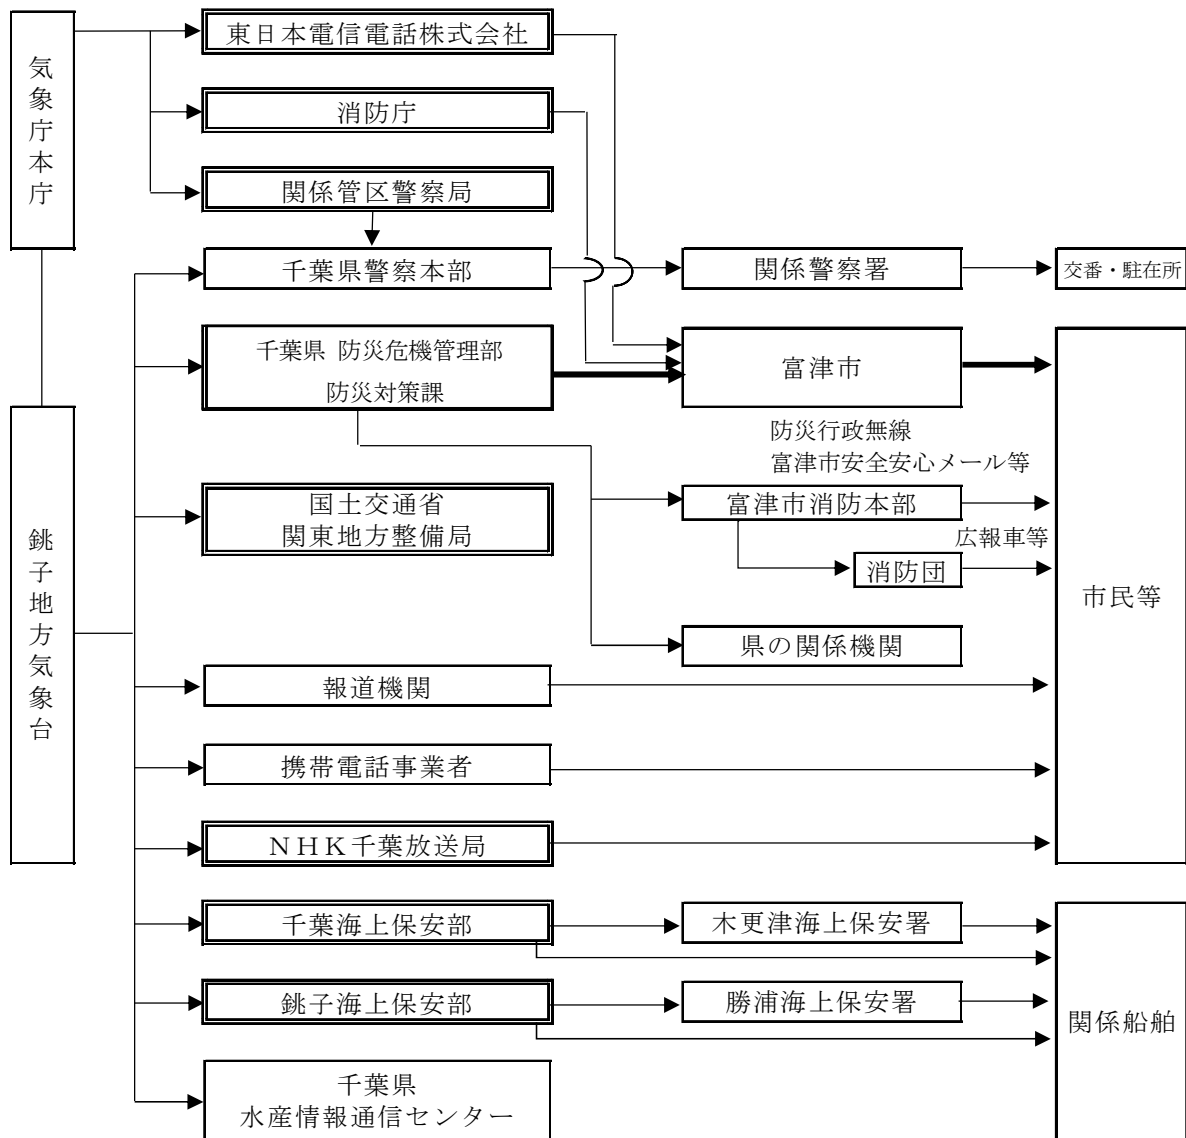 気象庁本庁
東日本電信電話株式会社
消防庁
関係管区警察局
千葉県警察本部
関係警察署
交番・駐在所
千葉県 防災危機管理部
防災対策課
富津市
防災行政無線
富津市安全安心メール等
銚子地方気象台
国土交通省
関東地方整備局
富津市消防本部
広報車等
消防団
市民等
県の関係機関
報道機関
携帯電話事業者
ＮＨＫ千葉放送局
千葉海上保安部
木更津海上保安署
銚子海上保安部
勝浦海上保安署
関係船舶
千葉県
水産情報通信センター